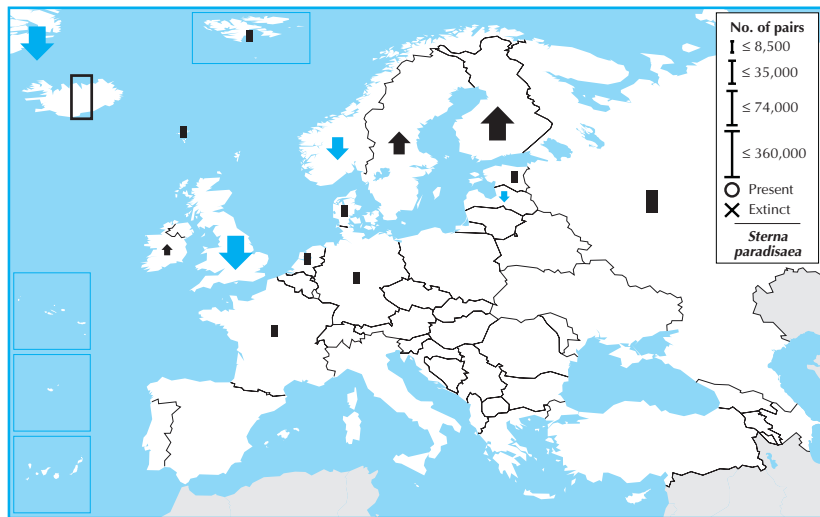 No. of pairs
≤ 8,500
≤ 35,000
≤ 74,000
≤ 360,000
Present
Extinct
Sterna
paradisaea